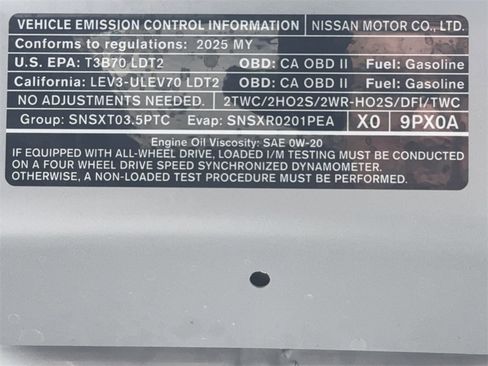 VEHICLE EMISSION CONTROL INFORMATION NISSAN MOTOR CO., LTD.
Conforms to regulations: 2025 MY
U.S. EPA: T3B70 LDT2 OBD: CA OBD II Fuel: Gasoline
California: LEV3-ULEV70 LDT2 OBD: CA OBD II Fuel: Gasoline
NO ADJUSTMENTS NEEDED. 2TWC/2HO2S/2WR-HO2S/DFI/TWC
Group: SNSXT03.5PTC Evap: SNSXR0201PEA X0 9PX0A
Engine Oil Viscosity: SAE 0W-20
IF EQUIPPED WITH ALL-WHEEL DRIVE, LOADED I/M TESTING MUST BE CONDUCTED
ON A FOUR WHEEL DRIVE SPEED SYNCHRONIZED DYNAMOMETER.
OTHERWISE, A NON-LOADED TEST PROCEDURE MUST BE PERFORMED.